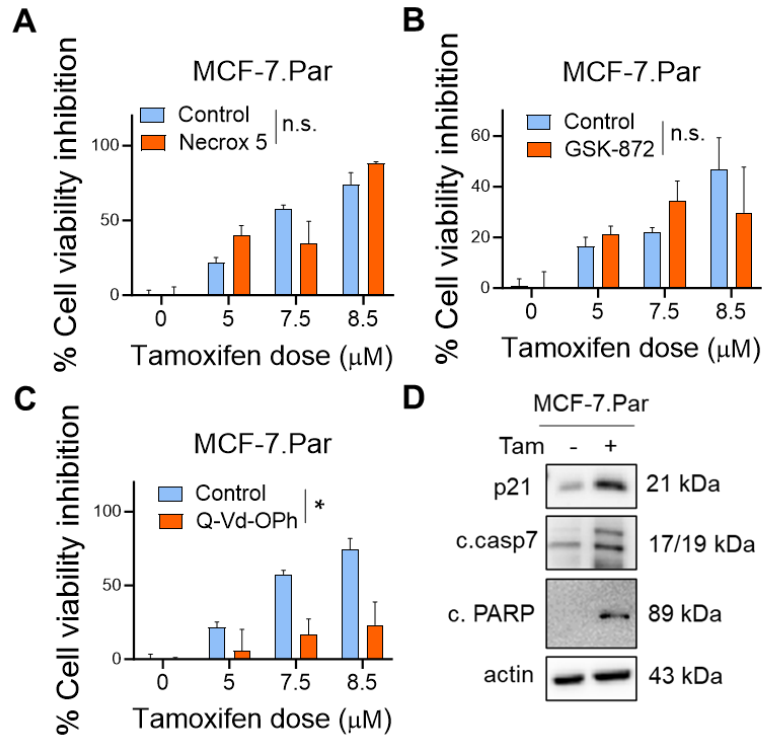 A
MCF-7.Par
% Cell viability inhibition
Control
Necrox 5
n.s.
100
50
0
0 5 7.5 8.5
Tamoxifen dose (μM)
B
MCF-7.Par
% Cell viability inhibition
Control
GSK-872
n.s.
60
40
20
0
0 5 7.5 8.5
Tamoxifen dose (μM)
C
MCF-7.Par
% Cell viability inhibition
Control
Q-Vd-OPh
*
100
50
0
0 5 7.5 8.5
Tamoxifen dose (μM)
D
MCF-7.Par
Tam - +
p21 21 kDa
c.casp7 17/19 kDa
c. PARP 89 kDa
actin 43 kDa